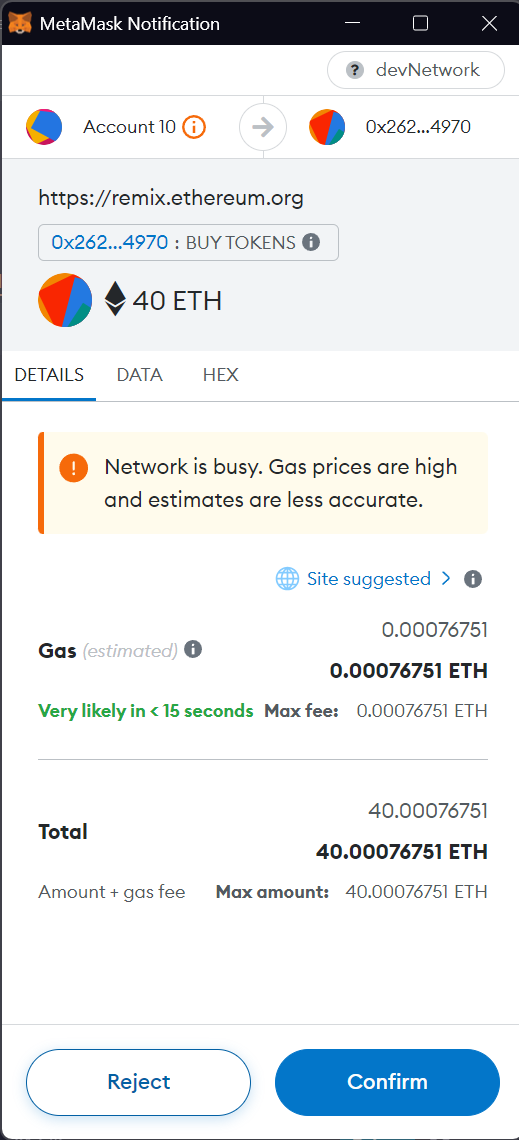 MetaMask Notification
? devNetwork
Account 10 0x262...4970
https://remix.ethereum.org
0x262...4970 : BUY TOKENS
40 ETH
DETAILS DATA HEX
Network is busy. Gas prices are high
and estimates are less accurate.
Site suggested >
0.00076751
Gas (estimated) 0.00076751 ETH
Very likely in < 15 seconds Max fee: 0.00076751 ETH
40.00076751
Total 40.00076751 ETH
Amount + gas fee Max amount: 40.00076751 ETH
Reject Confirm